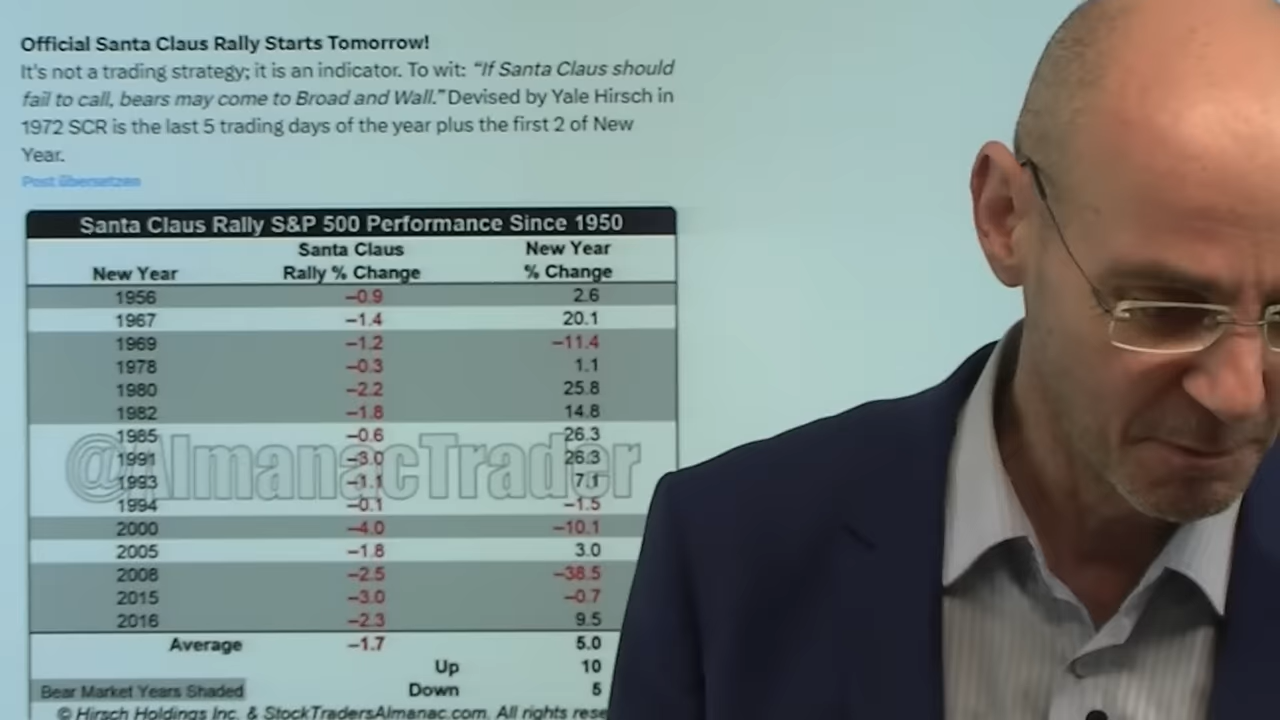 Official Santa Claus Rally Starts Tomorrow!
It's not a trading strategy; it is an indicator. To wit: “If Santa Claus should
fail to call, bears may come to Broad and Wall.” Devised by Yale Hirsch in
1972 SCR is the last 5 trading days of the year plus the first 2 of New
Year.
Post übersetzen
Santa Claus Rally S&P 500 Performance Since 1950
Santa Claus New Year
New Year Rally % Change % Change
1956 –0.9 2.6
1967 –1.4 20.1
1969 –1.2 –11.4
1978 –0.3 1.1
1980 –2.2 25.8
1982 –1.8 14.8
1985 –0.6 26.3
@AlmanacTrader
1991 –3.0 26.3
1993 –1.1 7.1
1994 –0.1 –1.5
2000 –4.0 –10.1
2005 –1.8 3.0
2008 –2.5 –38.5
2015 –3.0 –0.7
2016 –2.3 9.5
Average –1.7 5.0
Up 10
Bear Market Years Shaded Down 5
© Hirsch Holdings Inc. & StockTradersAlmanac.com. All rights rese